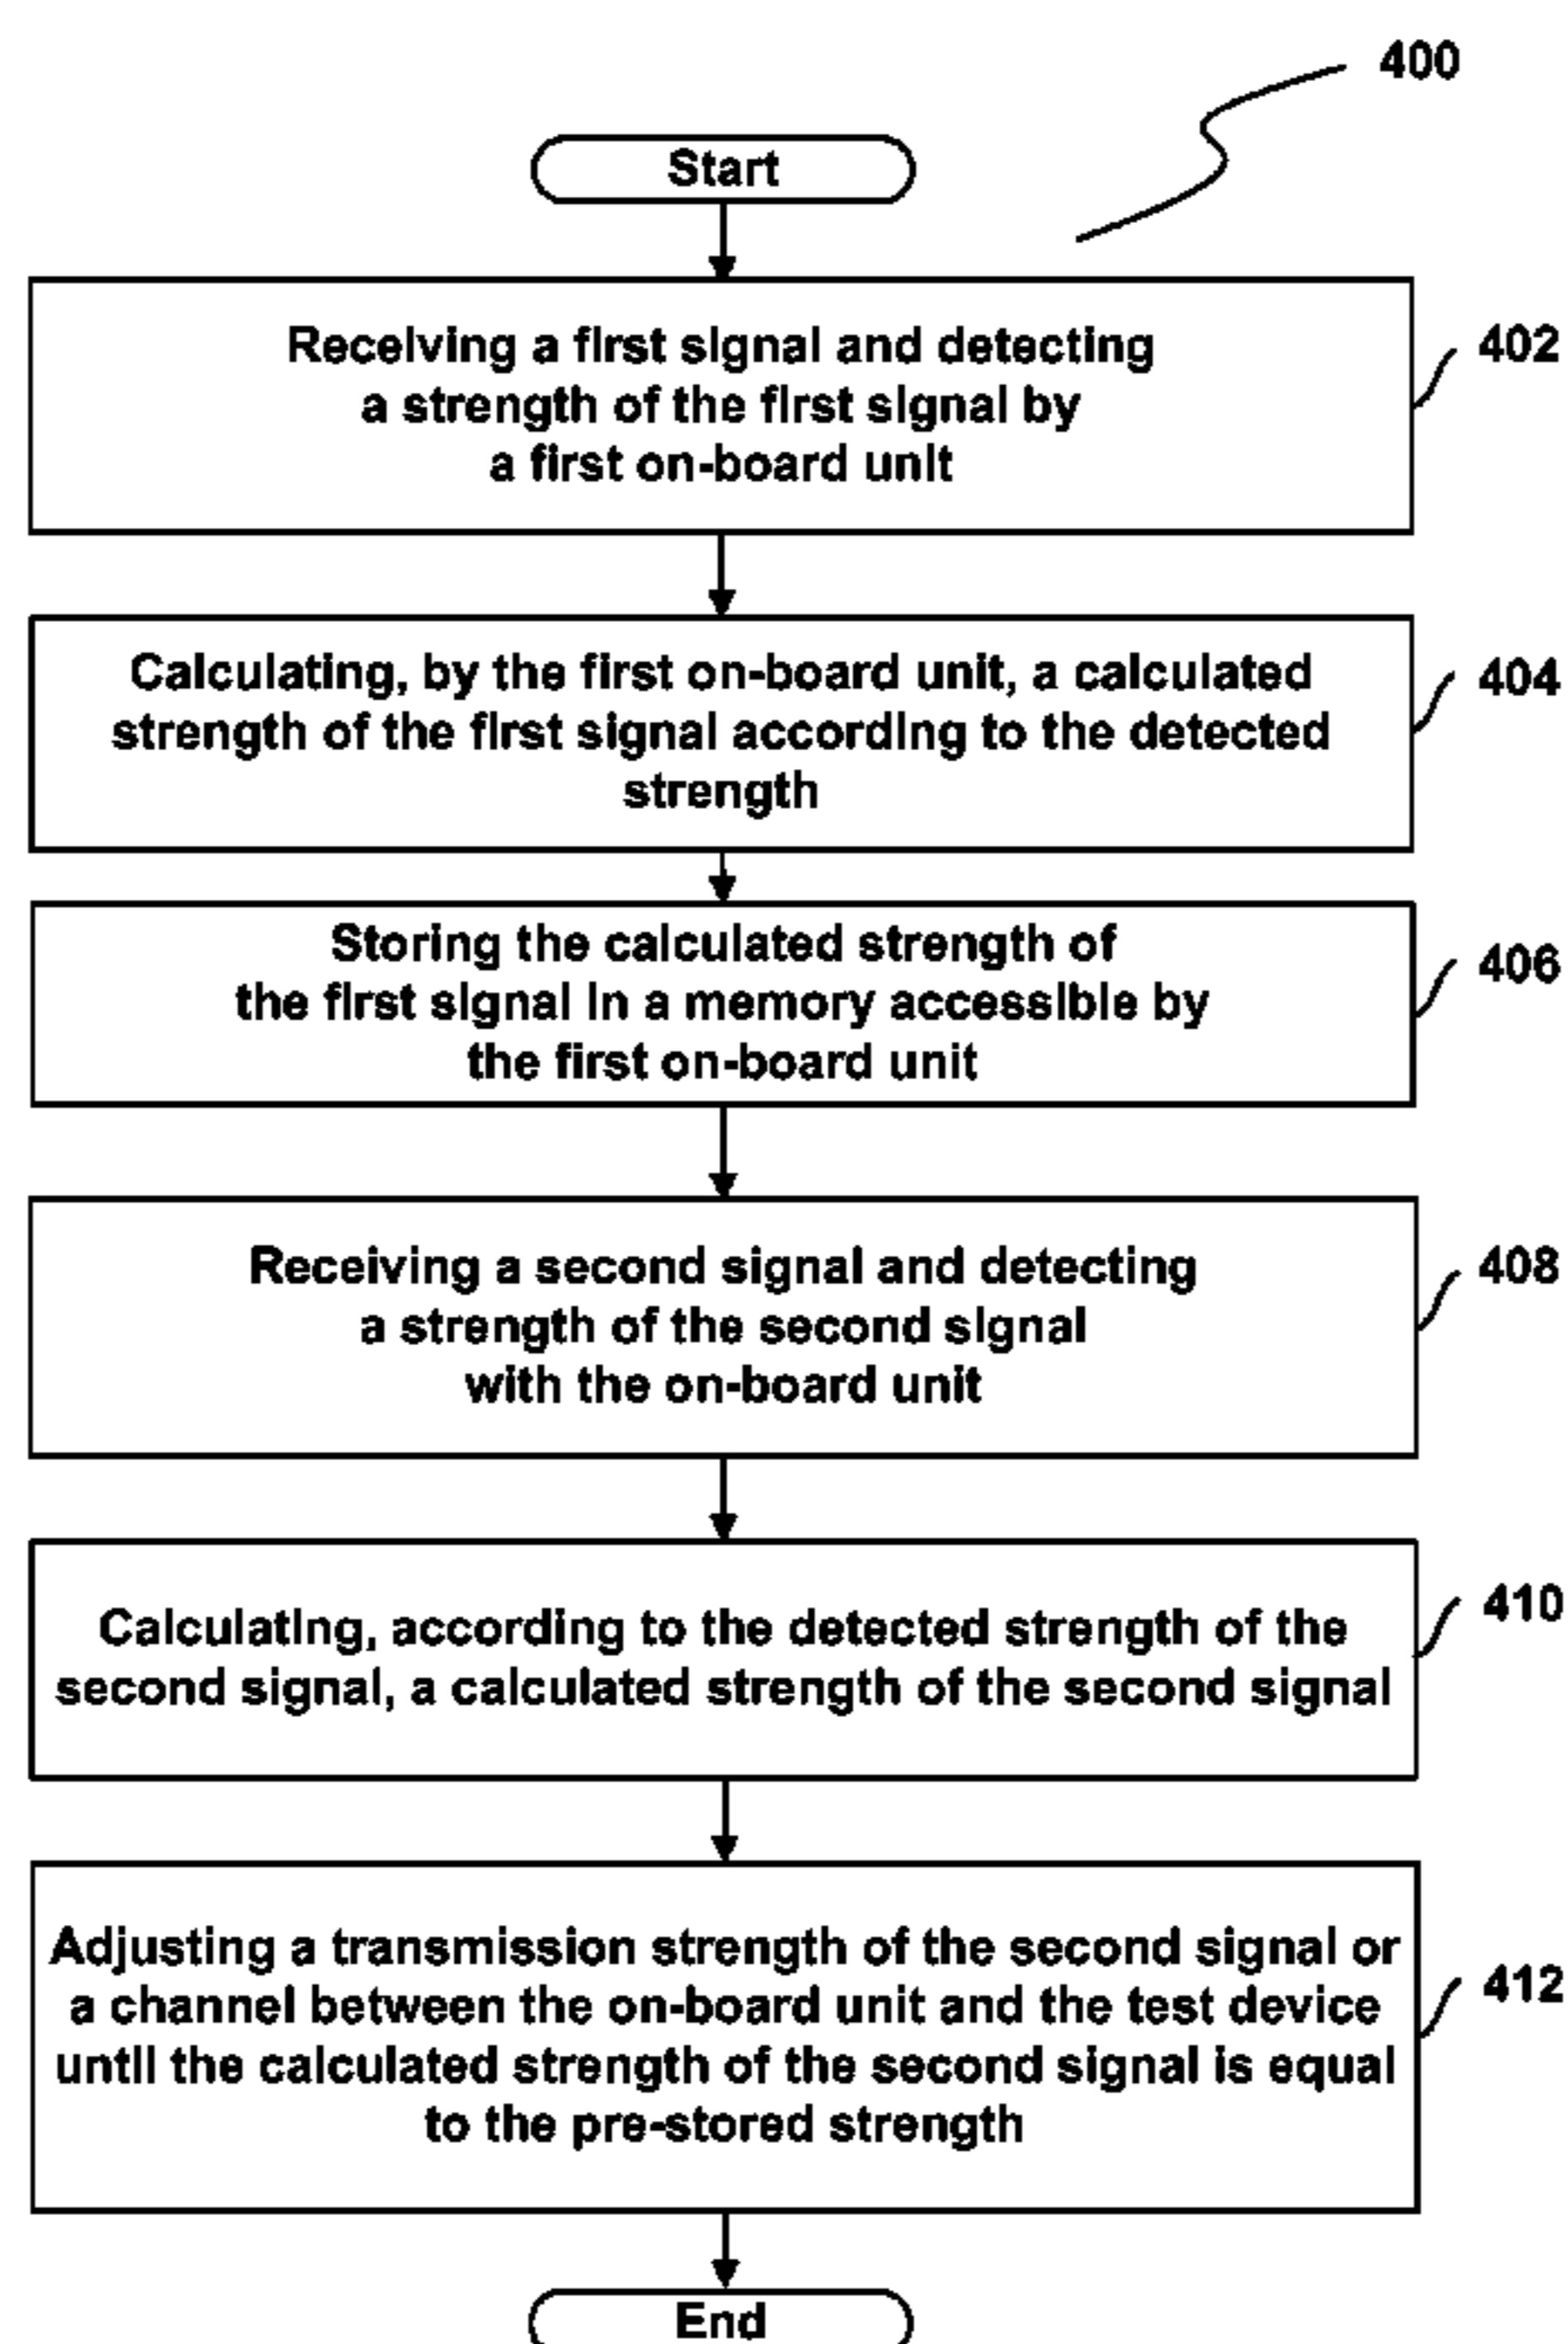 400
Start
Receiving a first signal and detecting
a strength of the first signal by
a first on-board unit
402
Calculating, by the first on-board unit, a calculated
strength of the first signal according to the detected
strength
404
Storing the calculated strength of
the first signal in a memory accessible by
the first on-board unit
406
Receiving a second signal and detecting
a strength of the second signal
with the on-board unit
408
Calculating, according to the detected strength of the
second signal, a calculated strength of the second signal
410
Adjusting a transmission strength of the second signal or
a channel between the on-board unit and the test device
until the calculated strength of the second signal is equal
to the pre-stored strength
412
End